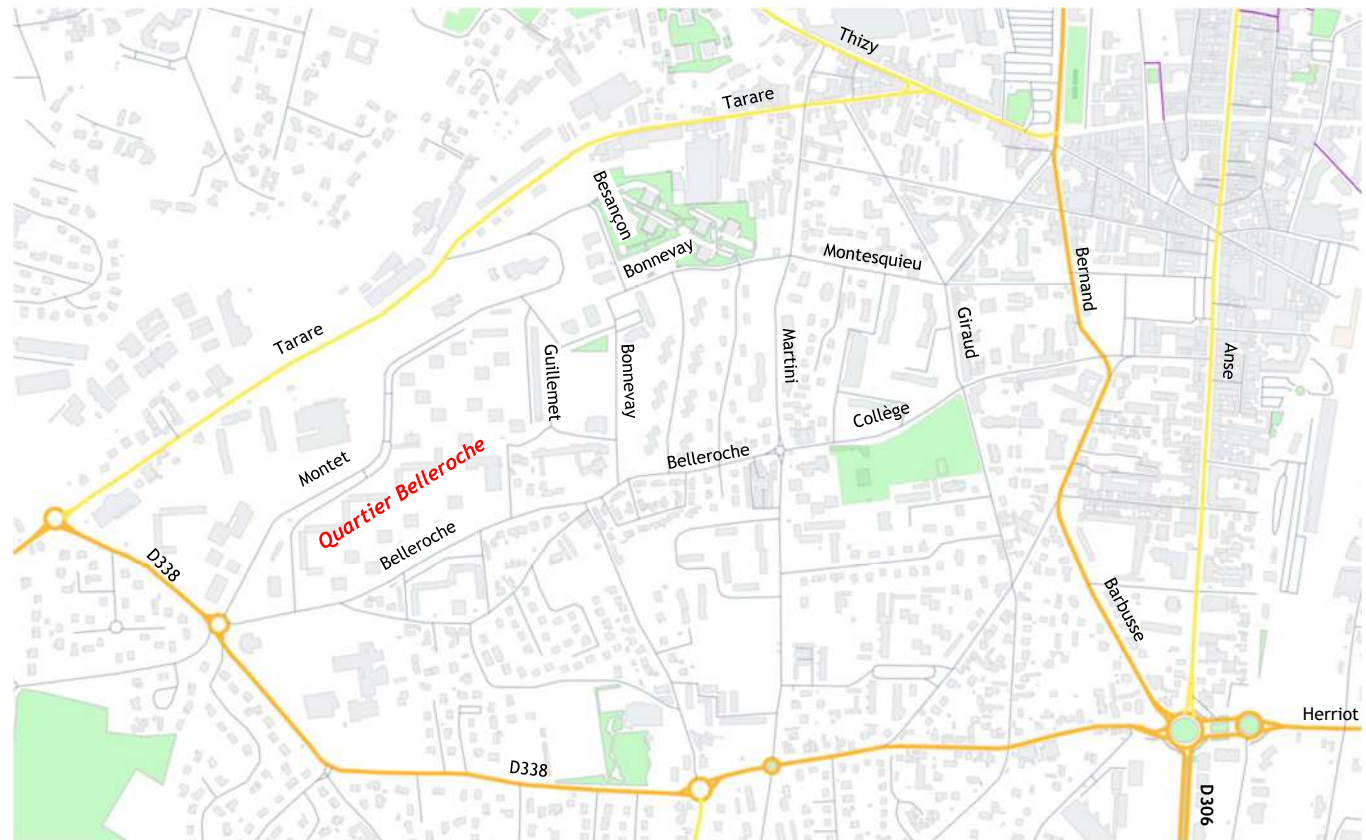 Thizy
Tarare
Besançon
Bonnevay
Montesquieu
Bernand
Tarare
Guillemet
Bonnevay
Martini
Giraud
Anse
Collège
Montet
Quartier Belleroche
Belleroche
Belleroche
D338
Barbusse
Herriot
D338
D306